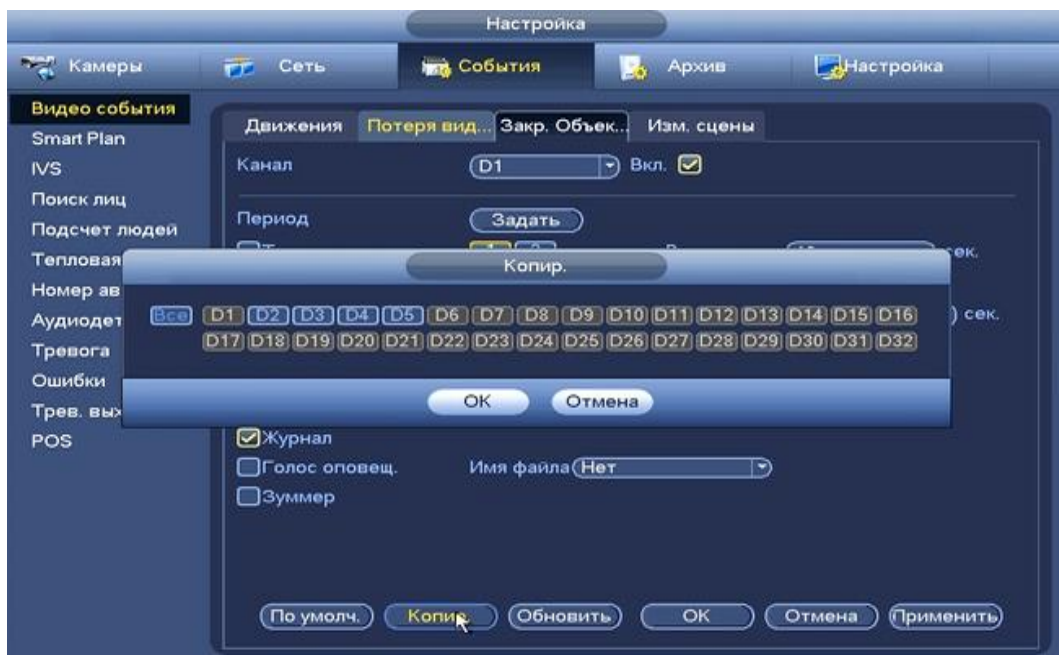 Настройка
Камеры Сеть События Архив Настройка
Видео события
Smart Plan
IVS
Поиск лиц
Подсчет людей
Тепловая
Номер ав
Аудиодет
Тревога
Ошибки
Трев. вых
POS
Движения Потеря вид... Закр. Объек... Изм. сцены
Канал D1 Вкл.
Период Задать
сек.
Копир.
Все D1 D2 D3 D4 D5 D6 D7 D8 D9 D10 D11 D12 D13 D14 D15 D16
) сек.
D17 D18 D19 D20 D21 D22 D23 D24 D25 D26 D27 D28 D29 D30 D31 D32
OK Отмена
Журнал
Голос оповещ. Имя файла Нет
Зуммер
По умолч. Копир. Обновить OK Отмена Применить